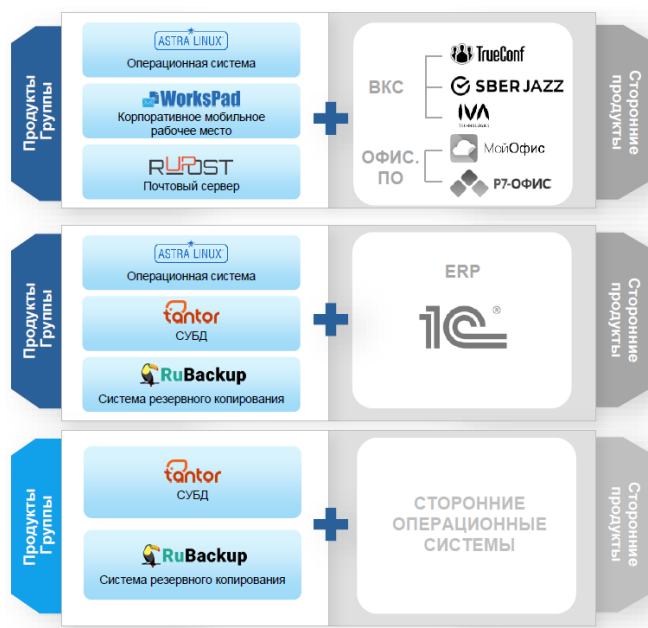 Продукты
Группы
ASTRA LINUX®
Операционная система
WorksPad
Корпоративное мобильное
рабочее место
RUPOST
Почтовый сервер
ВКС
TrueConf
SBER JAZZ
IVA
TECHNOLOGIES
ОФИС.
ПО
МойОфис
Р7-ОФИС
Сторонние
продукты
Продукты
Группы
ASTRA LINUX®
Операционная система
tantor
СУБД
RuBackup
Система резервного копирования
ERP
1С®
Сторонние
продукты
Продукты
Группы
tantor
СУБД
RuBackup
Система резервного копирования
СТОРОННИЕ
ОПЕРАЦИОННЫЕ
СИСТЕМЫ
Сторонние
продукты